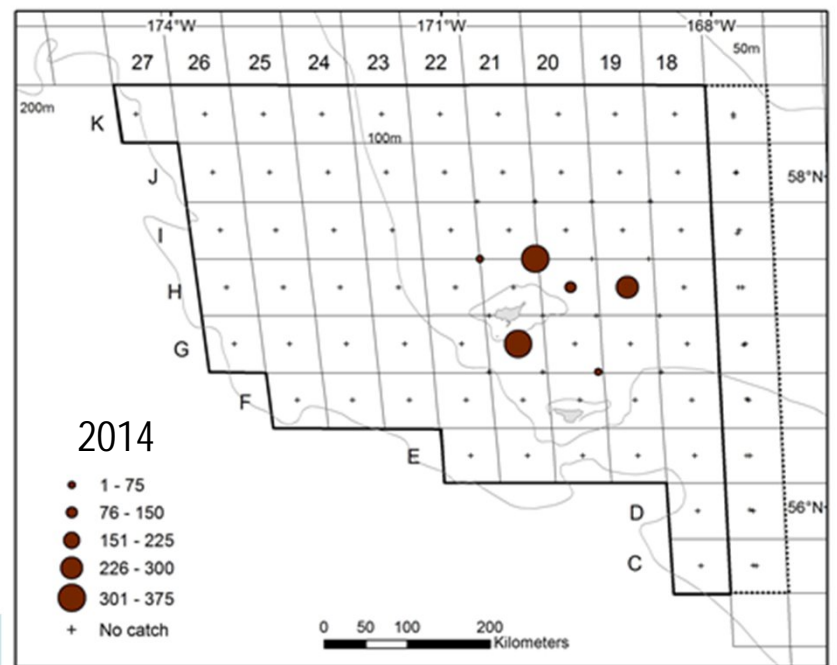 174°W 171°W 168°W
50m
27 26 25 24 23 22 21 20 19 18
200m
K
100m
J
58°N
I
H
G
F
2014
E
1 - 75
76 - 150
56°N
D
151 - 225
C
226 - 300
301 - 375
No catch
0 50 100 200
Kilometers